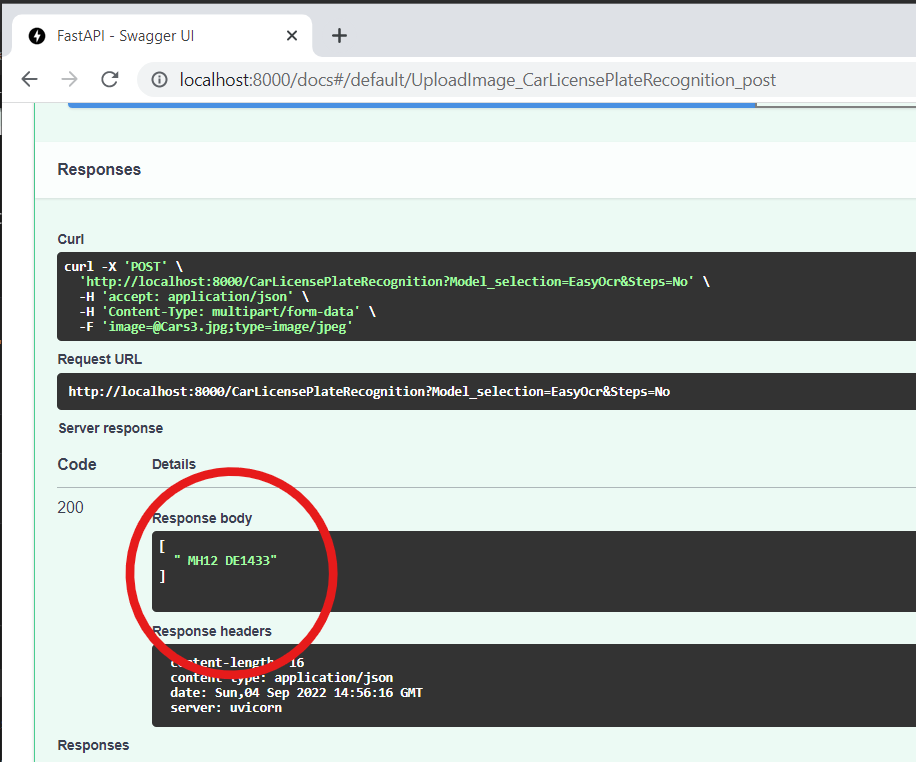 FastAPI - Swagger UI
localhost:8000/docs#/default/UploadImage_CarLicensePlateRecognition_post
Responses
Curl
curl -X 'POST' \
'http://localhost:8000/CarLicensePlateRecognition?Model_selection=EasyOcr&Steps=No' \
-H 'accept: application/json' \
-H 'Content-Type: multipart/form-data' \
-F 'image=@Cars3.jpg;type=image/jpeg'
Request URL
http://localhost:8000/CarLicensePlateRecognition?Model_selection=EasyOcr&Steps=No
Server response
Code Details
200
Response body
[
" MH12 DE1433"
]
Response headers
content-length: 16
content-type: application/json
date: Sun,04 Sep 2022 14:56:16 GMT
server: uvicorn
Responses